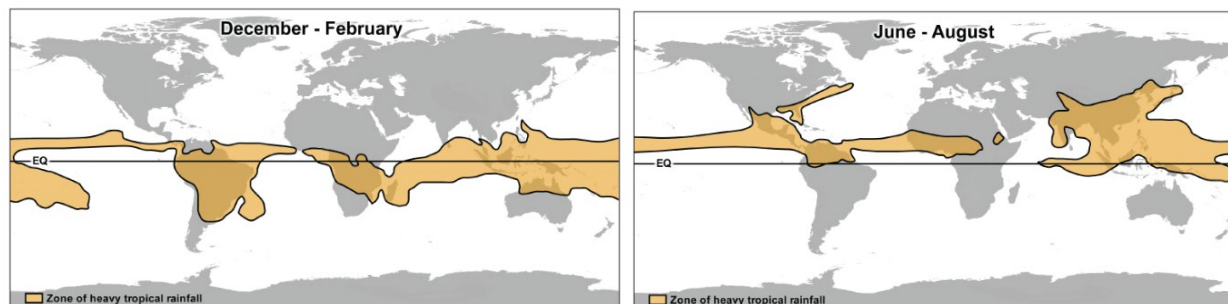 December - February
EQ
Zone of heavy tropical rainfall
June - August
EQ
Zone of heavy tropical rainfall